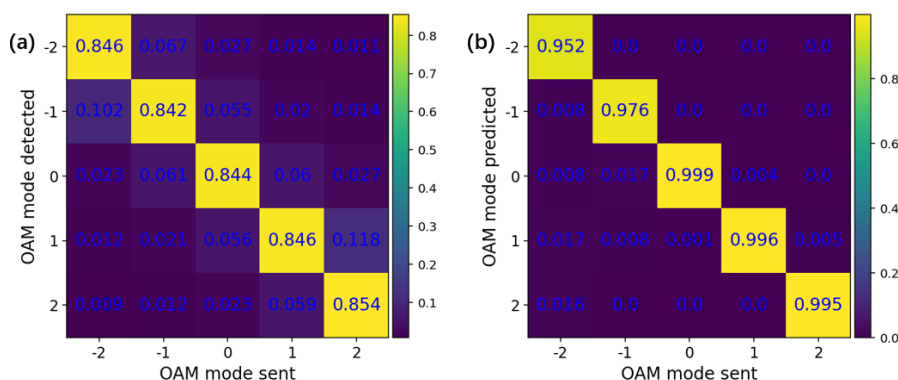 (a)
OAM mode detected
-2 0.846 0.067 0.027 0.014 0.011
-1 0.102 0.842 0.055 0.02 0.014
0 0.023 0.061 0.844 0.06 0.027
1 0.012 0.021 0.056 0.846 0.118
2 0.009 0.012 0.023 0.059 0.854
-2 -1 0 1 2
OAM mode sent
0.8
0.7
0.6
0.5
0.4
0.3
0.2
0.1
(b)
OAM mode predicted
-2 0.952 0.0 0.0 0.0 0.0
-1 0.008 0.976 0.0 0.0 0.0
0 0.008 0.017 0.999 0.004 0.0
1 0.017 0.008 0.001 0.996 0.005
2 0.016 0.0 0.0 0.0 0.995
-2 -1 0 1 2
OAM mode sent
0.8
0.6
0.4
0.2
0.0